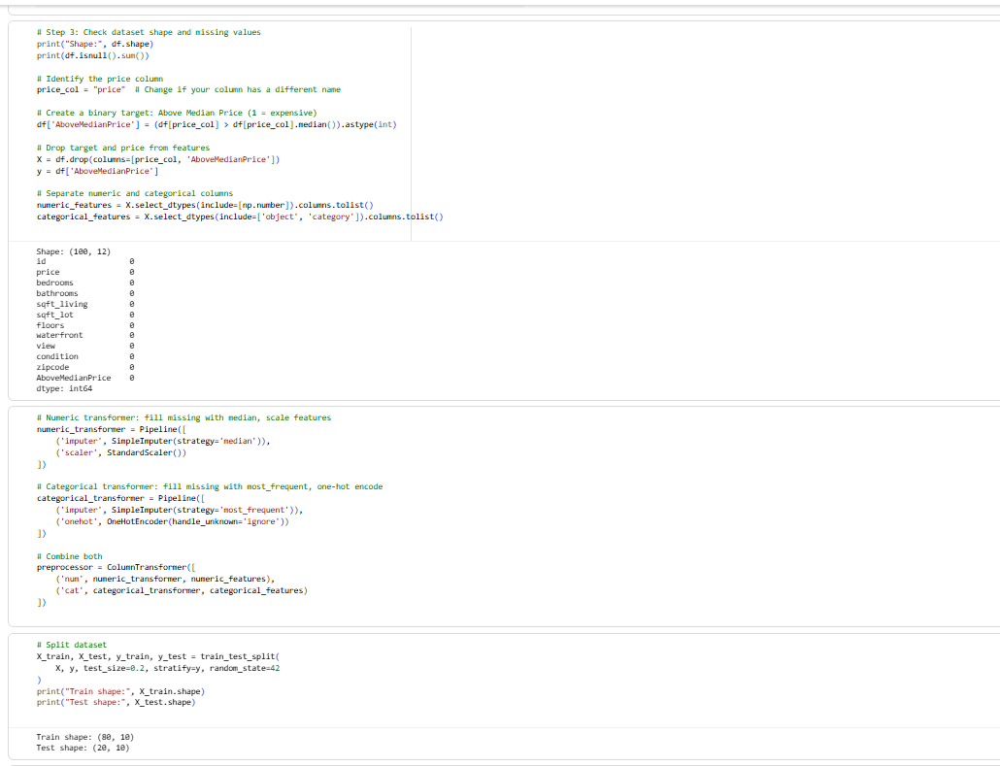 # Step 3: Check dataset shape and missing values
print("Shape:", df.shape)
print(df.isnull().sum())
# Identify the price column
price_col = "price"  # Change if your column has a different name
# Create a binary target: Above Median Price (1 = expensive)
df['AboveMedianPrice'] = (df[price_col] > df[price_col].median()).astype(int)
# Drop target and price from features
X = df.drop(columns=[price_col, 'AboveMedianPrice'])
y = df['AboveMedianPrice']
# Separate numeric and categorical columns
numeric_features = X.select_dtypes(include=[np.number]).columns.tolist()
categorical_features = X.select_dtypes(include=['object', 'category']).columns.tolist()
Shape: (100, 12)
id 0
price 0
bedrooms 0
bathrooms 0
sqft_living 0
sqft_lot 0
floors 0
waterfront 0
view 0
condition 0
zipcode 0
AboveMedianPrice 0
dtype: int64
# Numeric transformer: fill missing with median, scale features
numeric_transformer = Pipeline([
    ('imputer', SimpleImputer(strategy='median')),
    ('scaler', StandardScaler())
])
# Categorical transformer: fill missing with most_frequent, one-hot encode
categorical_transformer = Pipeline([
    ('imputer', SimpleImputer(strategy='most_frequent')),
    ('onehot', OneHotEncoder(handle_unknown='ignore'))
])
# Combine both
preprocessor = ColumnTransformer([
    ('num', numeric_transformer, numeric_features),
    ('cat', categorical_transformer, categorical_features)
])
# Split dataset
X_train, X_test, y_train, y_test = train_test_split(
    X, y, test_size=0.2, stratify=y, random_state=42
)
print("Train shape:", X_train.shape)
print("Test shape:", X_test.shape)
Train shape: (80, 10)
Test shape: (20, 10)